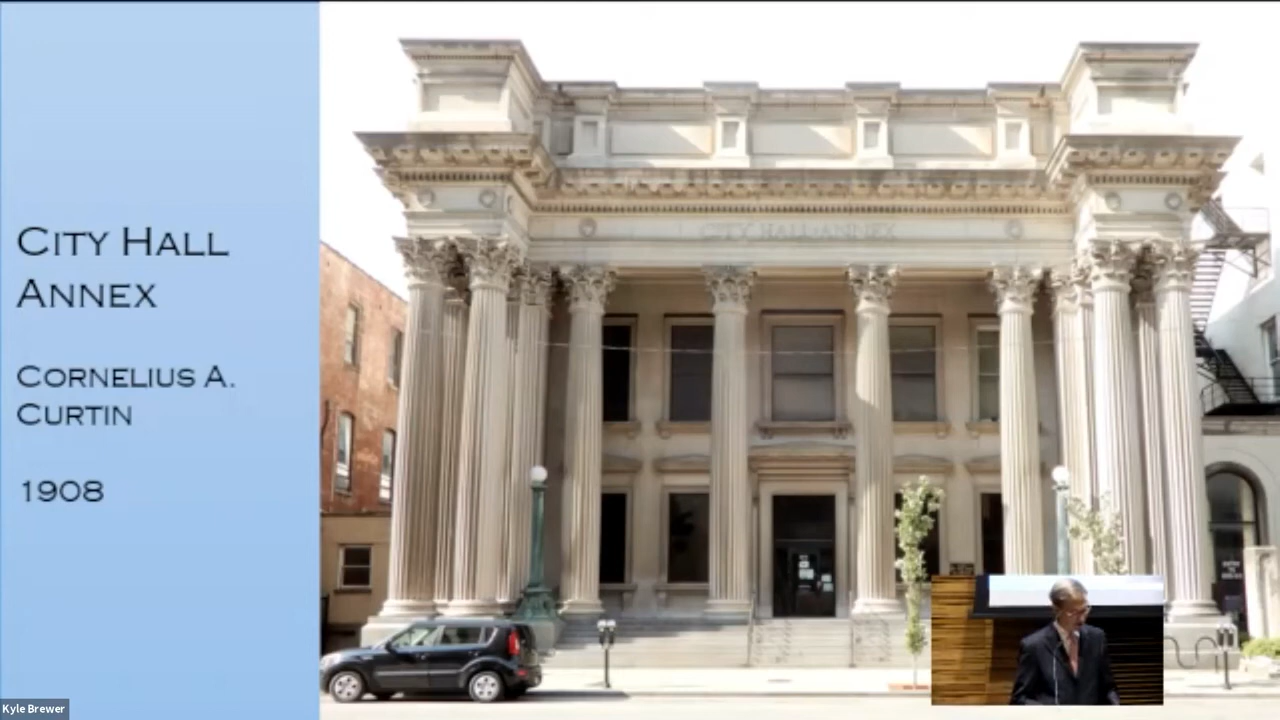 City Hall
Annex
Cornelius A.
Curtin
1908
CITY HALL ANNEX
Kyle Brewer